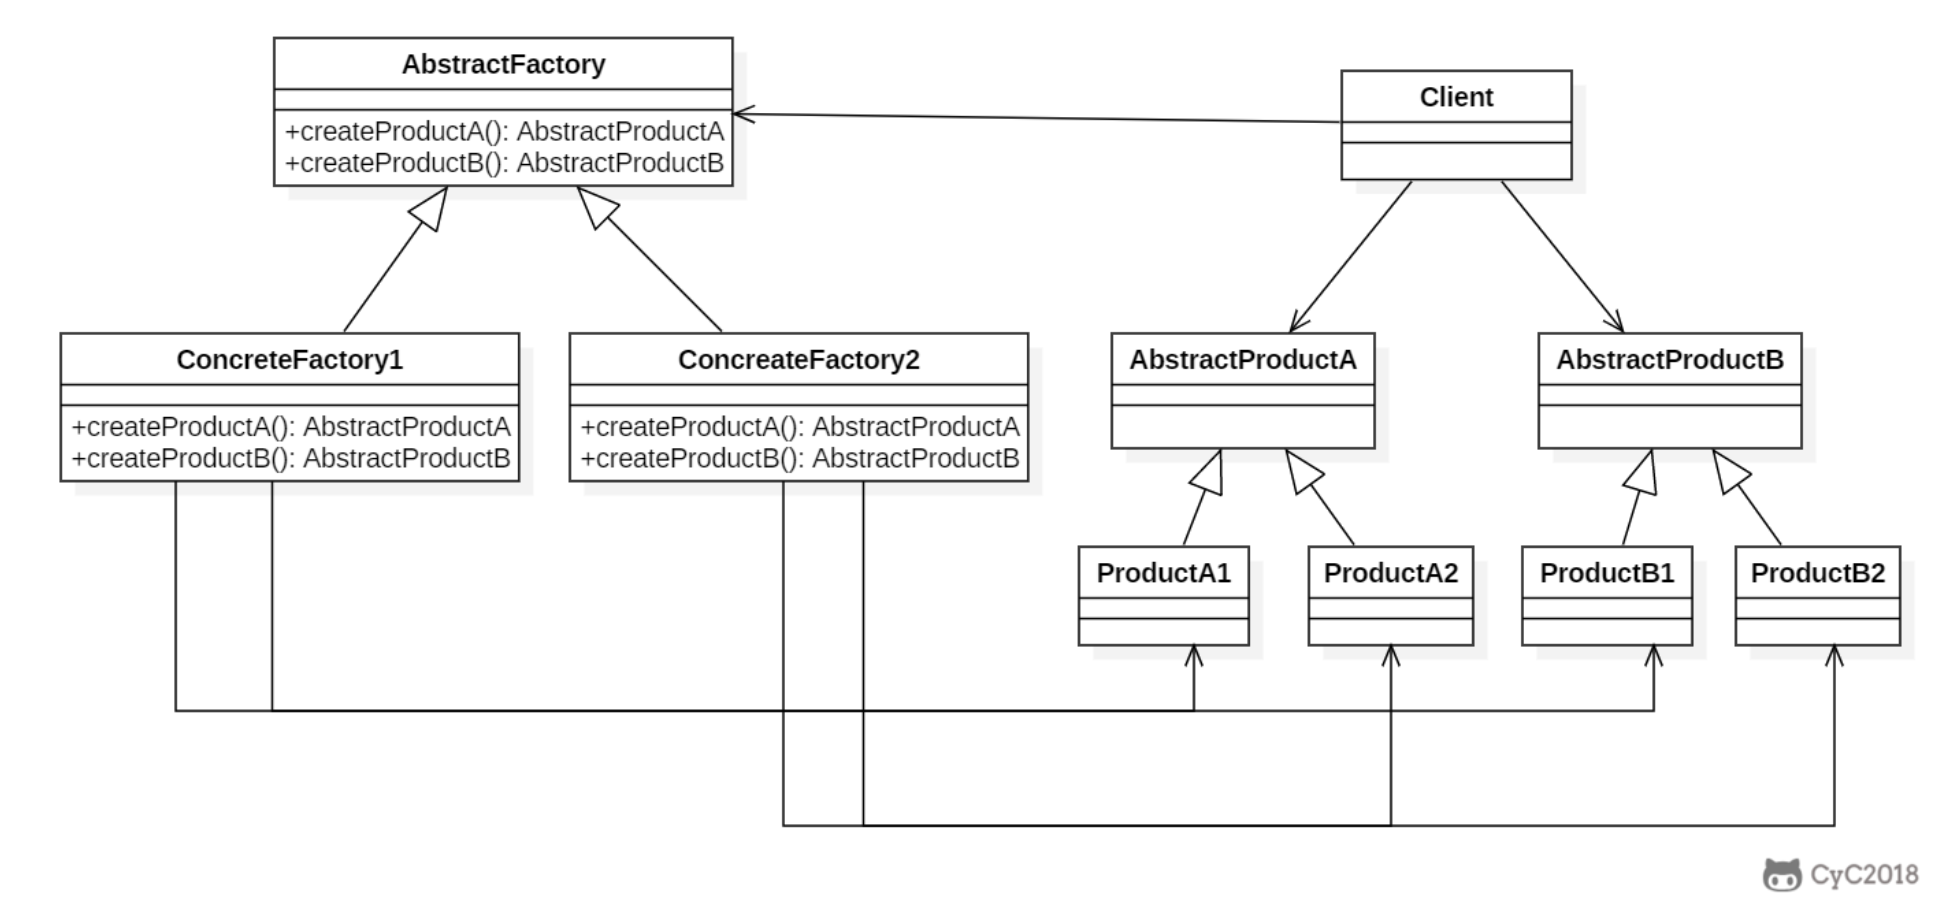 AbstractFactory
+createProductA(): AbstractProductA
+createProductB(): AbstractProductB
Client
ConcreteFactory1
+createProductA(): AbstractProductA
+createProductB(): AbstractProductB
ConcreateFactory2
+createProductA(): AbstractProductA
+createProductB(): AbstractProductB
AbstractProductA
AbstractProductB
ProductA1
ProductA2
ProductB1
ProductB2
CyC2018